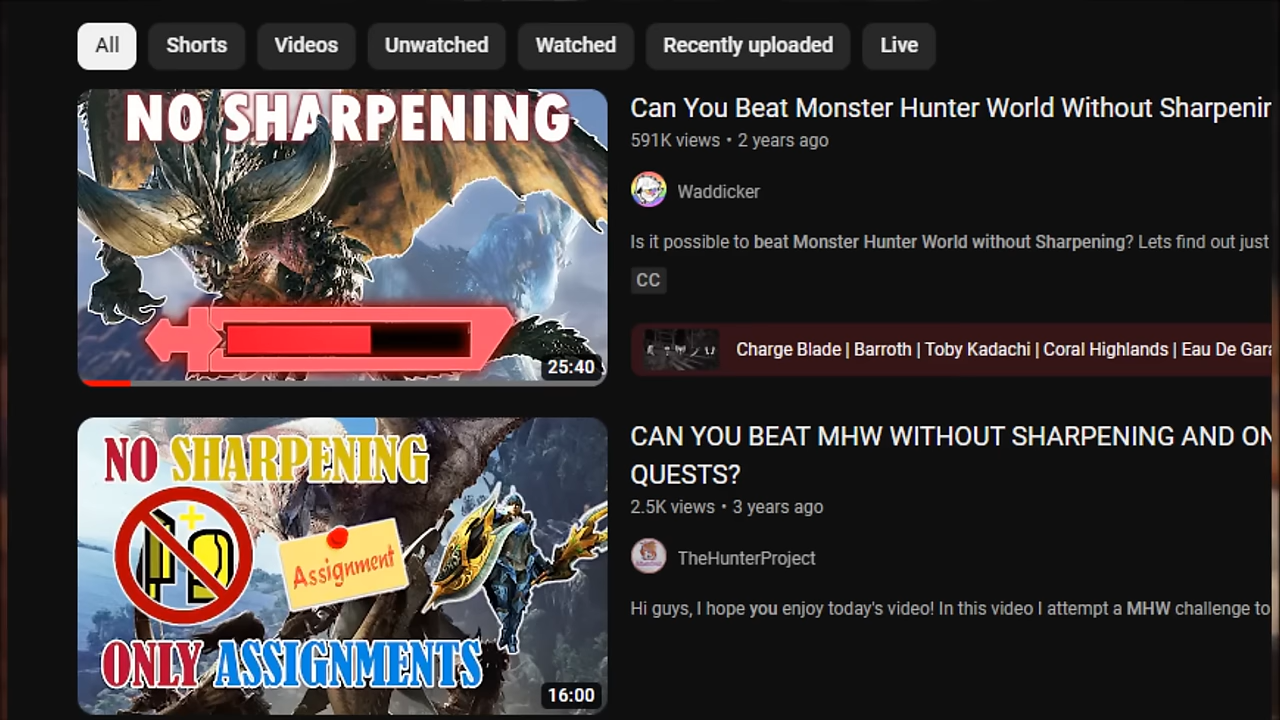 All
Shorts
Videos
Unwatched
Watched
Recently uploaded
Live
NO SHARPENING
25:40
Can You Beat Monster Hunter World Without Sharpenin
591K views • 2 years ago
Waddicker
Is it possible to beat Monster Hunter World without Sharpening? Lets find out just
CC
Charge Blade | Barroth | Toby Kadachi | Coral Highlands | Eau De Gara
NO SHARPENING
Assignment
ONLY ASSIGNMENTS
16:00
CAN YOU BEAT MHW WITHOUT SHARPENING AND ON
QUESTS?
2.5K views • 3 years ago
TheHunterProject
Hi guys, I hope you enjoy today's video! In this video I attempt a MHW challenge to